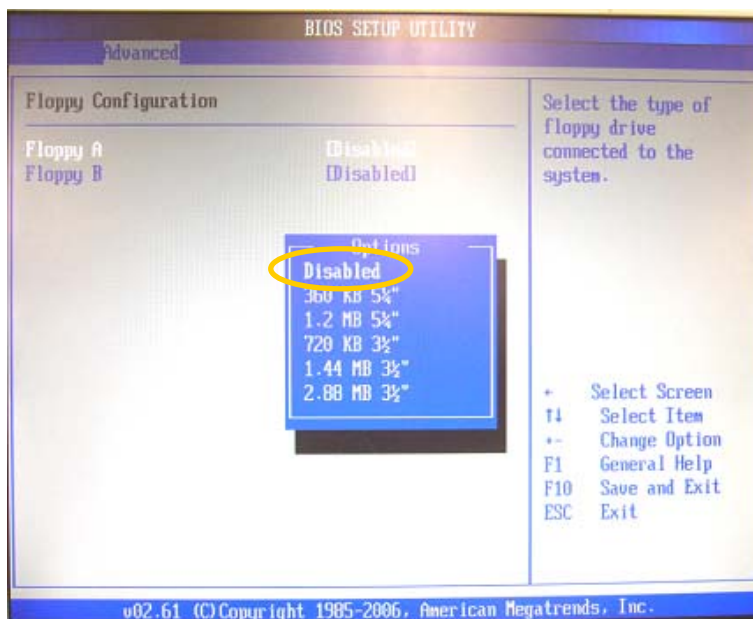 BIOS SETUP UTILITY
Advanced
Floppy Configuration
Floppy A [Disabled]
Floppy B [Disabled]
Options
Disabled
360 KB 5¼"
1.2 MB 5¼"
720 KB 3½"
1.44 MB 3½"
2.88 MB 3½"
Select the type of
floppy drive
connected to the
system.
← Select Screen
↑↓ Select Item
+- Change Option
F1 General Help
F10 Save and Exit
ESC Exit
v02.61 (C)Copyright 1985-2006, American Megatrends, Inc.